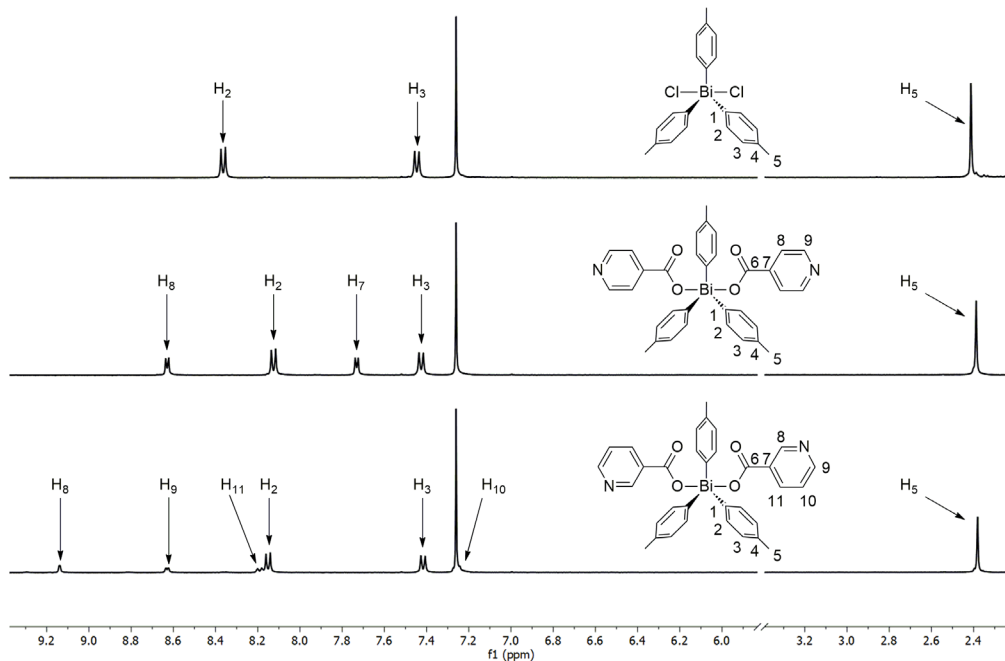 H2
H3
Cl
Bi
Cl
1
2
3
4
5
H5
H8
H2
H7
H3
N
O
O
Bi
O
O
6
7
8
9
N
1
2
3
4
5
H5
H8
H9
H11
H2
H3
H10
N
O
O
Bi
O
O
6
7
8
N
9
10
11
1
2
3
4
5
H5
9.2 9.0 8.8 8.6 8.4 8.2 8.0 7.8 7.6 7.4 7.2 7.0 6.8 6.6 6.4 6.2 6.0 3.2 3.0 2.8 2.6 2.4
f1 (ppm)